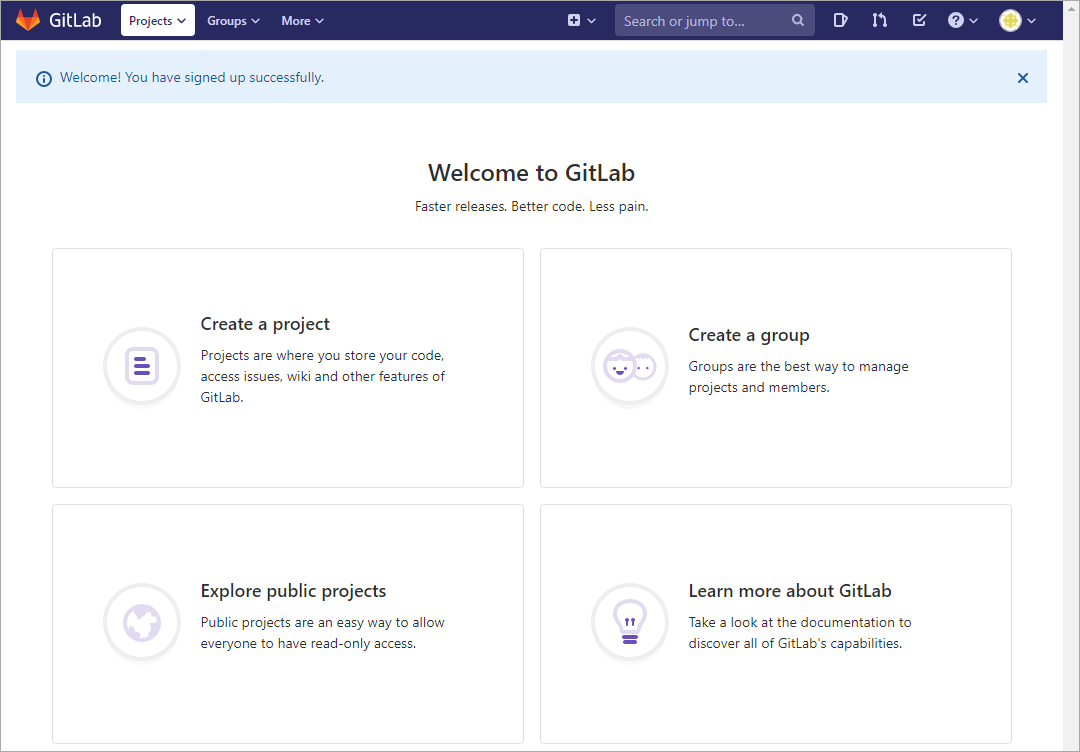 GitLab Projects Groups More Search or jump to...
Welcome! You have signed up successfully.
Welcome to GitLab
Faster releases. Better code. Less pain.
Create a project
Projects are where you store your code,
access issues, wiki and other features of
GitLab.
Create a group
Groups are the best way to manage
projects and members.
Explore public projects
Public projects are an easy way to allow
everyone to have read-only access.
Learn more about GitLab
Take a look at the documentation to
discover all of GitLab's capabilities.